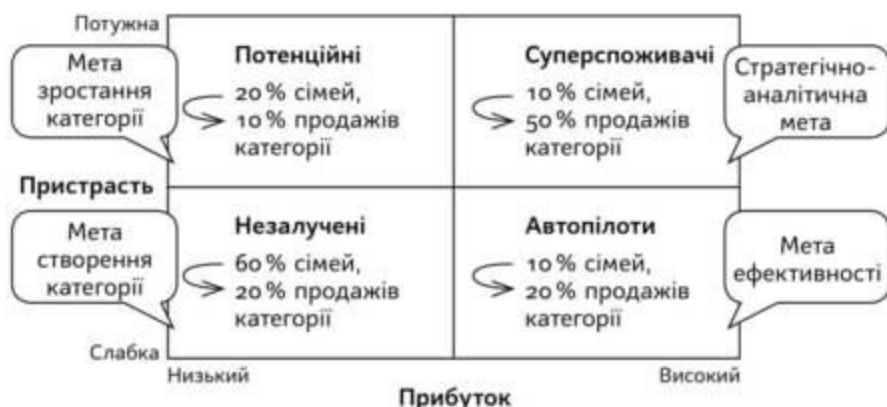 Потужна
Мета
зростання
категорії
Потенційні
20 % сімей,
10 % продажів
категорії
Суперспоживачі
10 % сімей,
50 % продажів
категорії
Стратегічно-
аналітична
мета
Пристрасть
Мета
створення
категорії
Незалучені
60 % сімей,
20 % продажів
категорії
Автопілоти
10 % сімей,
20 % продажів
категорії
Мета
ефективності
Слабка
Низький
Високий
Прибуток